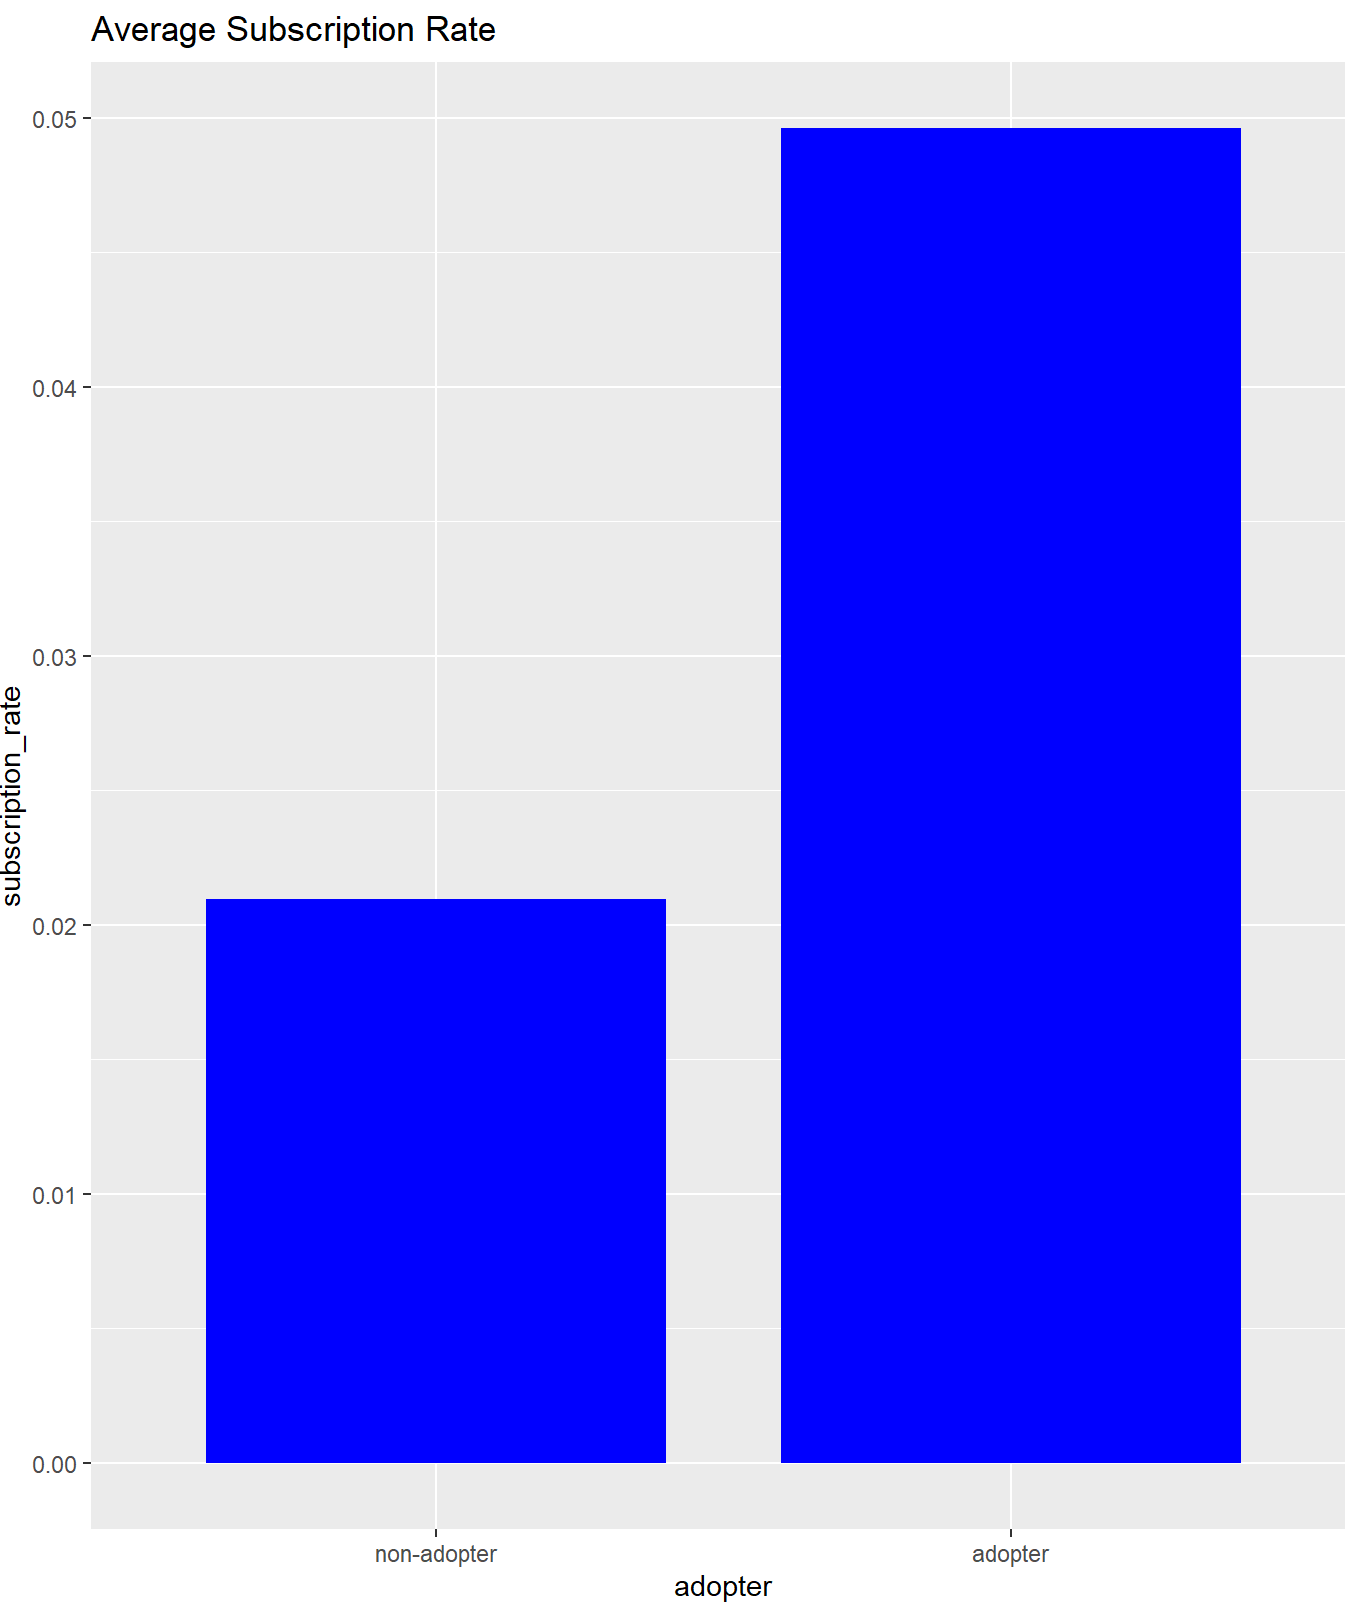 Average Subscription Rate
0.05
0.04
0.03
0.02
0.01
0.00
subscription_rate
non-adopter
adopter
adopter